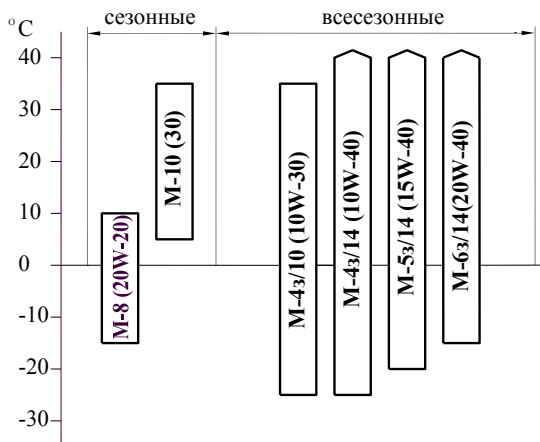 °C
сезонные
всесезонные
40
30
20
10
0
-10
-20
-30
М-8 (20W-20)
М-10 (30)
М-4з/10 (10W-30)
М-4з/14 (10W-40)
М-5з/14 (15W-40)
М-6з/14(20W-40)